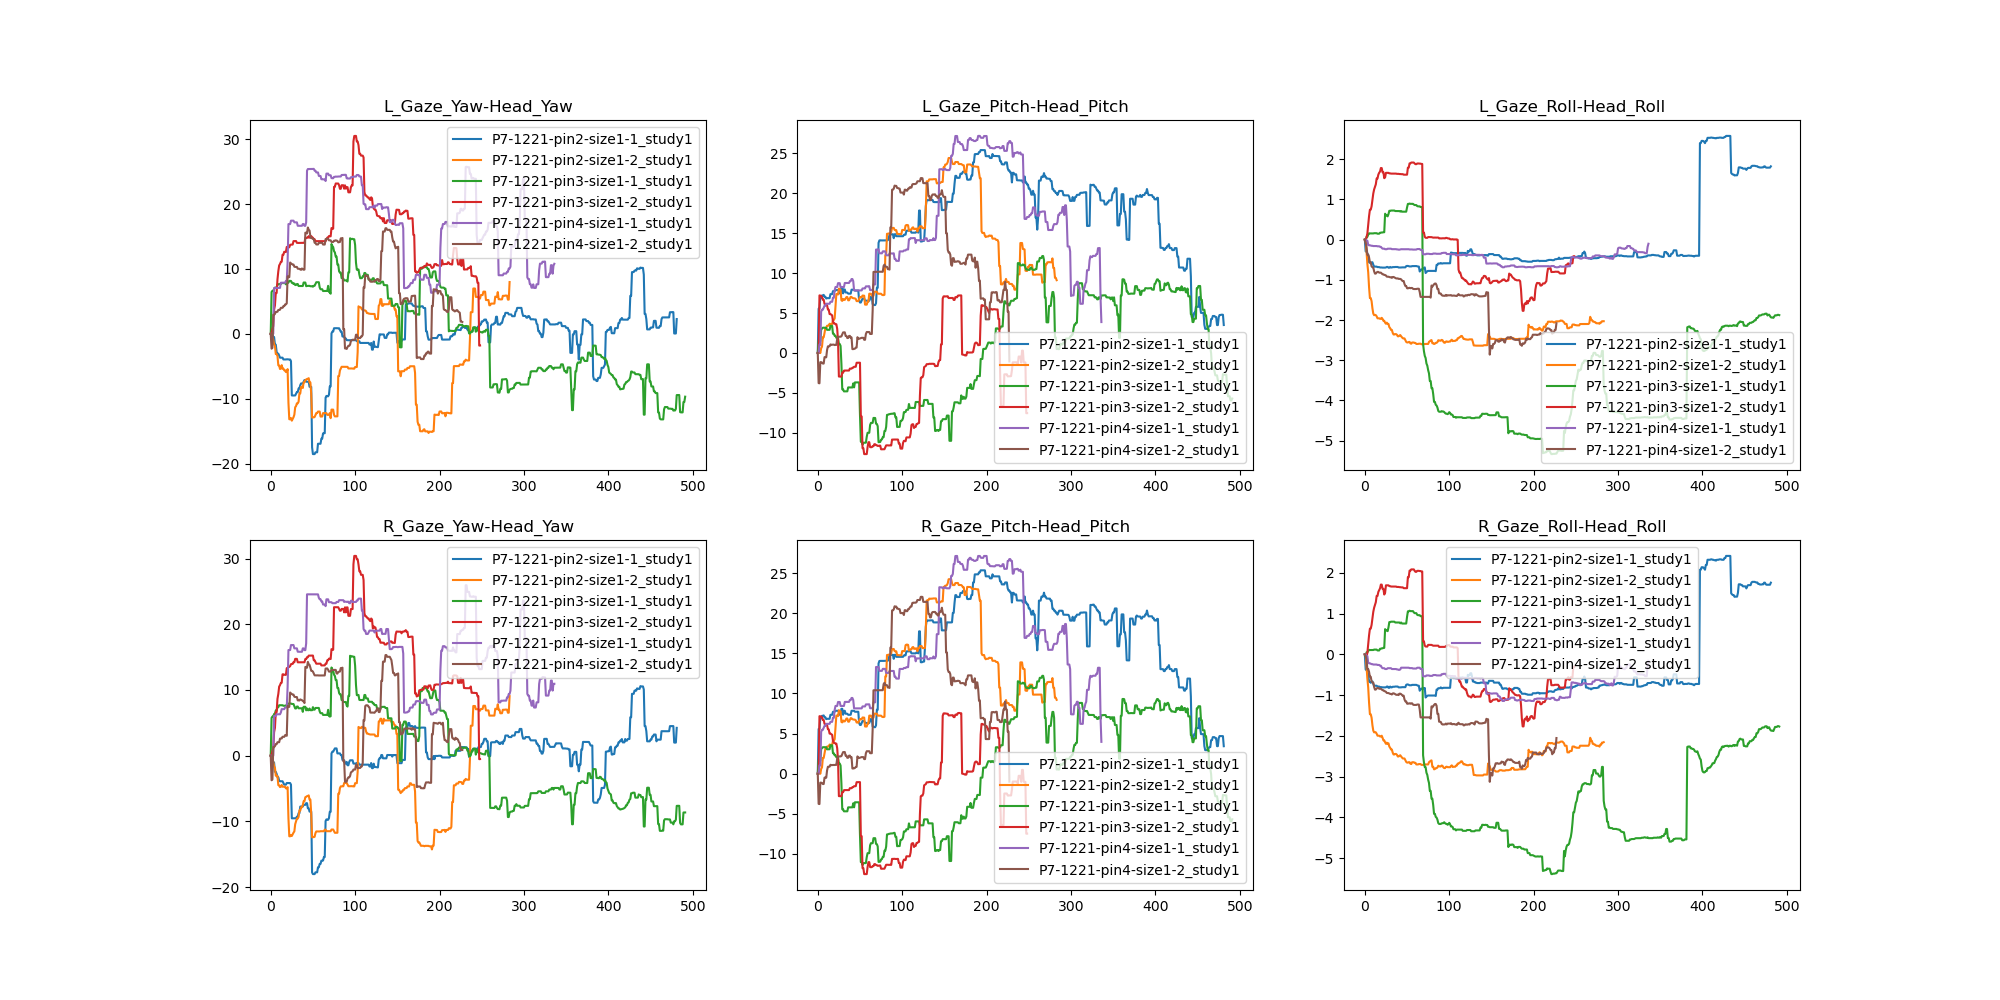 L_Gaze_Yaw-Head_Yaw
30
20
10
0
−10
−20
0 100 200 300 400 500
P7-1221-pin2-size1-1_study1
P7-1221-pin2-size1-2_study1
P7-1221-pin3-size1-1_study1
P7-1221-pin3-size1-2_study1
P7-1221-pin4-size1-1_study1
P7-1221-pin4-size1-2_study1
L_Gaze_Pitch-Head_Pitch
25
20
15
10
5
0
−5
−10
0 100 200 300 400 500
P7-1221-pin2-size1-1_study1
P7-1221-pin2-size1-2_study1
P7-1221-pin3-size1-1_study1
P7-1221-pin3-size1-2_study1
P7-1221-pin4-size1-1_study1
P7-1221-pin4-size1-2_study1
L_Gaze_Roll-Head_Roll
2
1
0
−1
−2
−3
−4
−5
0 100 200 300 400 500
P7-1221-pin2-size1-1_study1
P7-1221-pin2-size1-2_study1
P7-1221-pin3-size1-1_study1
P7-1221-pin3-size1-2_study1
P7-1221-pin4-size1-1_study1
P7-1221-pin4-size1-2_study1
R_Gaze_Yaw-Head_Yaw
30
20
10
0
−10
−20
0 100 200 300 400 500
P7-1221-pin2-size1-1_study1
P7-1221-pin2-size1-2_study1
P7-1221-pin3-size1-1_study1
P7-1221-pin3-size1-2_study1
P7-1221-pin4-size1-1_study1
P7-1221-pin4-size1-2_study1
R_Gaze_Pitch-Head_Pitch
25
20
15
10
5
0
−5
−10
0 100 200 300 400 500
P7-1221-pin2-size1-1_study1
P7-1221-pin2-size1-2_study1
P7-1221-pin3-size1-1_study1
P7-1221-pin3-size1-2_study1
P7-1221-pin4-size1-1_study1
P7-1221-pin4-size1-2_study1
R_Gaze_Roll-Head_Roll
2
1
0
−1
−2
−3
−4
−5
0 100 200 300 400 500
P7-1221-pin2-size1-1_study1
P7-1221-pin2-size1-2_study1
P7-1221-pin3-size1-1_study1
P7-1221-pin3-size1-2_study1
P7-1221-pin4-size1-1_study1
P7-1221-pin4-size1-2_study1